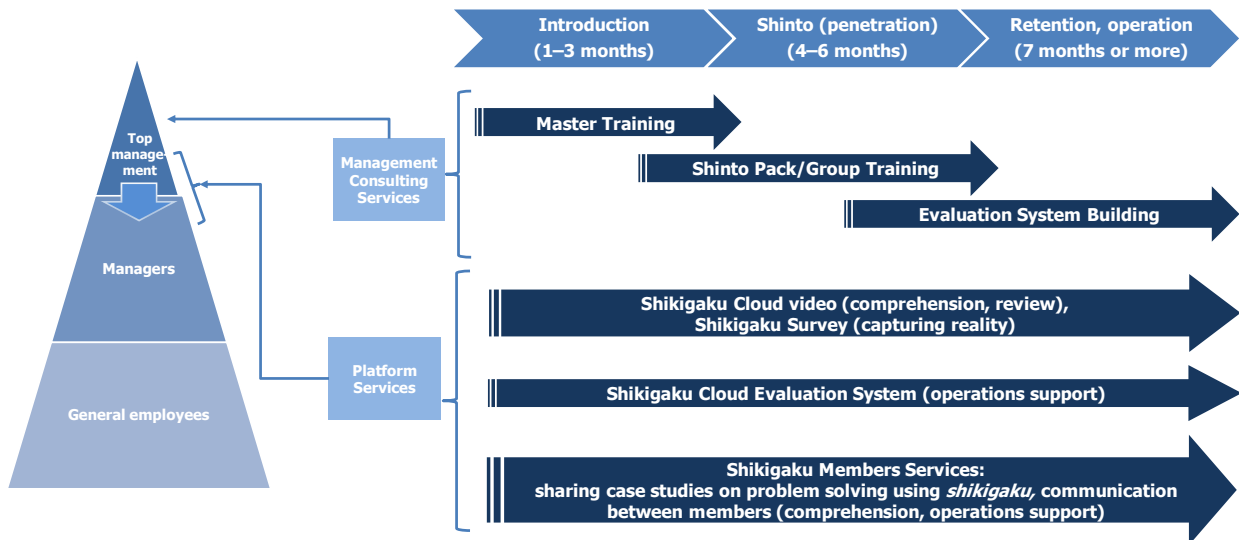 Introduction
(1–3 months)
Shinto (penetration)
(4–6 months)
Retention, operation
(7 months or more)
Top
manage-
ment
Managers
General employees
Management
Consulting
Services
Master Training
Shinto Pack/Group Training
Evaluation System Building
Platform
Services
Shikigaku Cloud video (comprehension, review),
Shikigaku Survey (capturing reality)
Shikigaku Cloud Evaluation System (operations support)
Shikigaku Members Services:
sharing case studies on problem solving using shikigaku, communication
between members (comprehension, operations support)